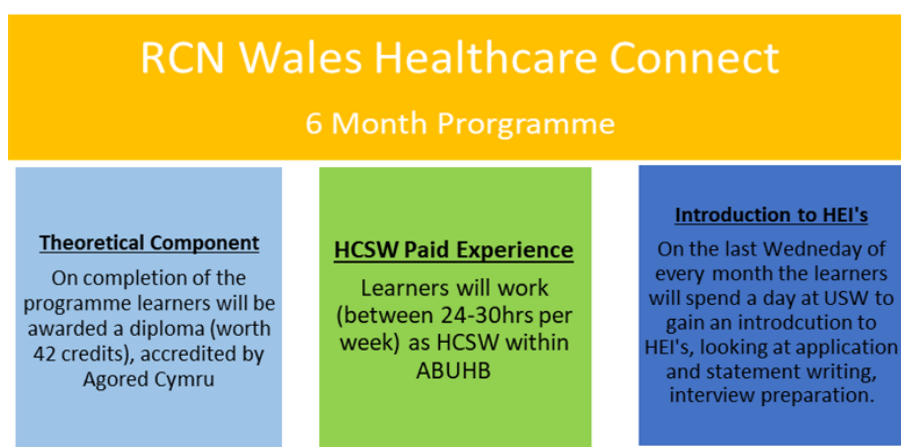 RCN Wales Healthcare Connect
6 Month Prorgramme
Theoretical Component
On completion of the
programme learners will be
awarded a diploma (worth
42 credits), accredited by
Agored Cymru
HCSW Paid Experience
Learners will work
(between 24-30hrs per
week) as HCSW within
ABUHB
Introduction to HEI's
On the last Wedneday of
every month the learners
will spend a day at USW to
gain an introdcution to
HEI's, looking at application
and statement writing,
interview preparation.